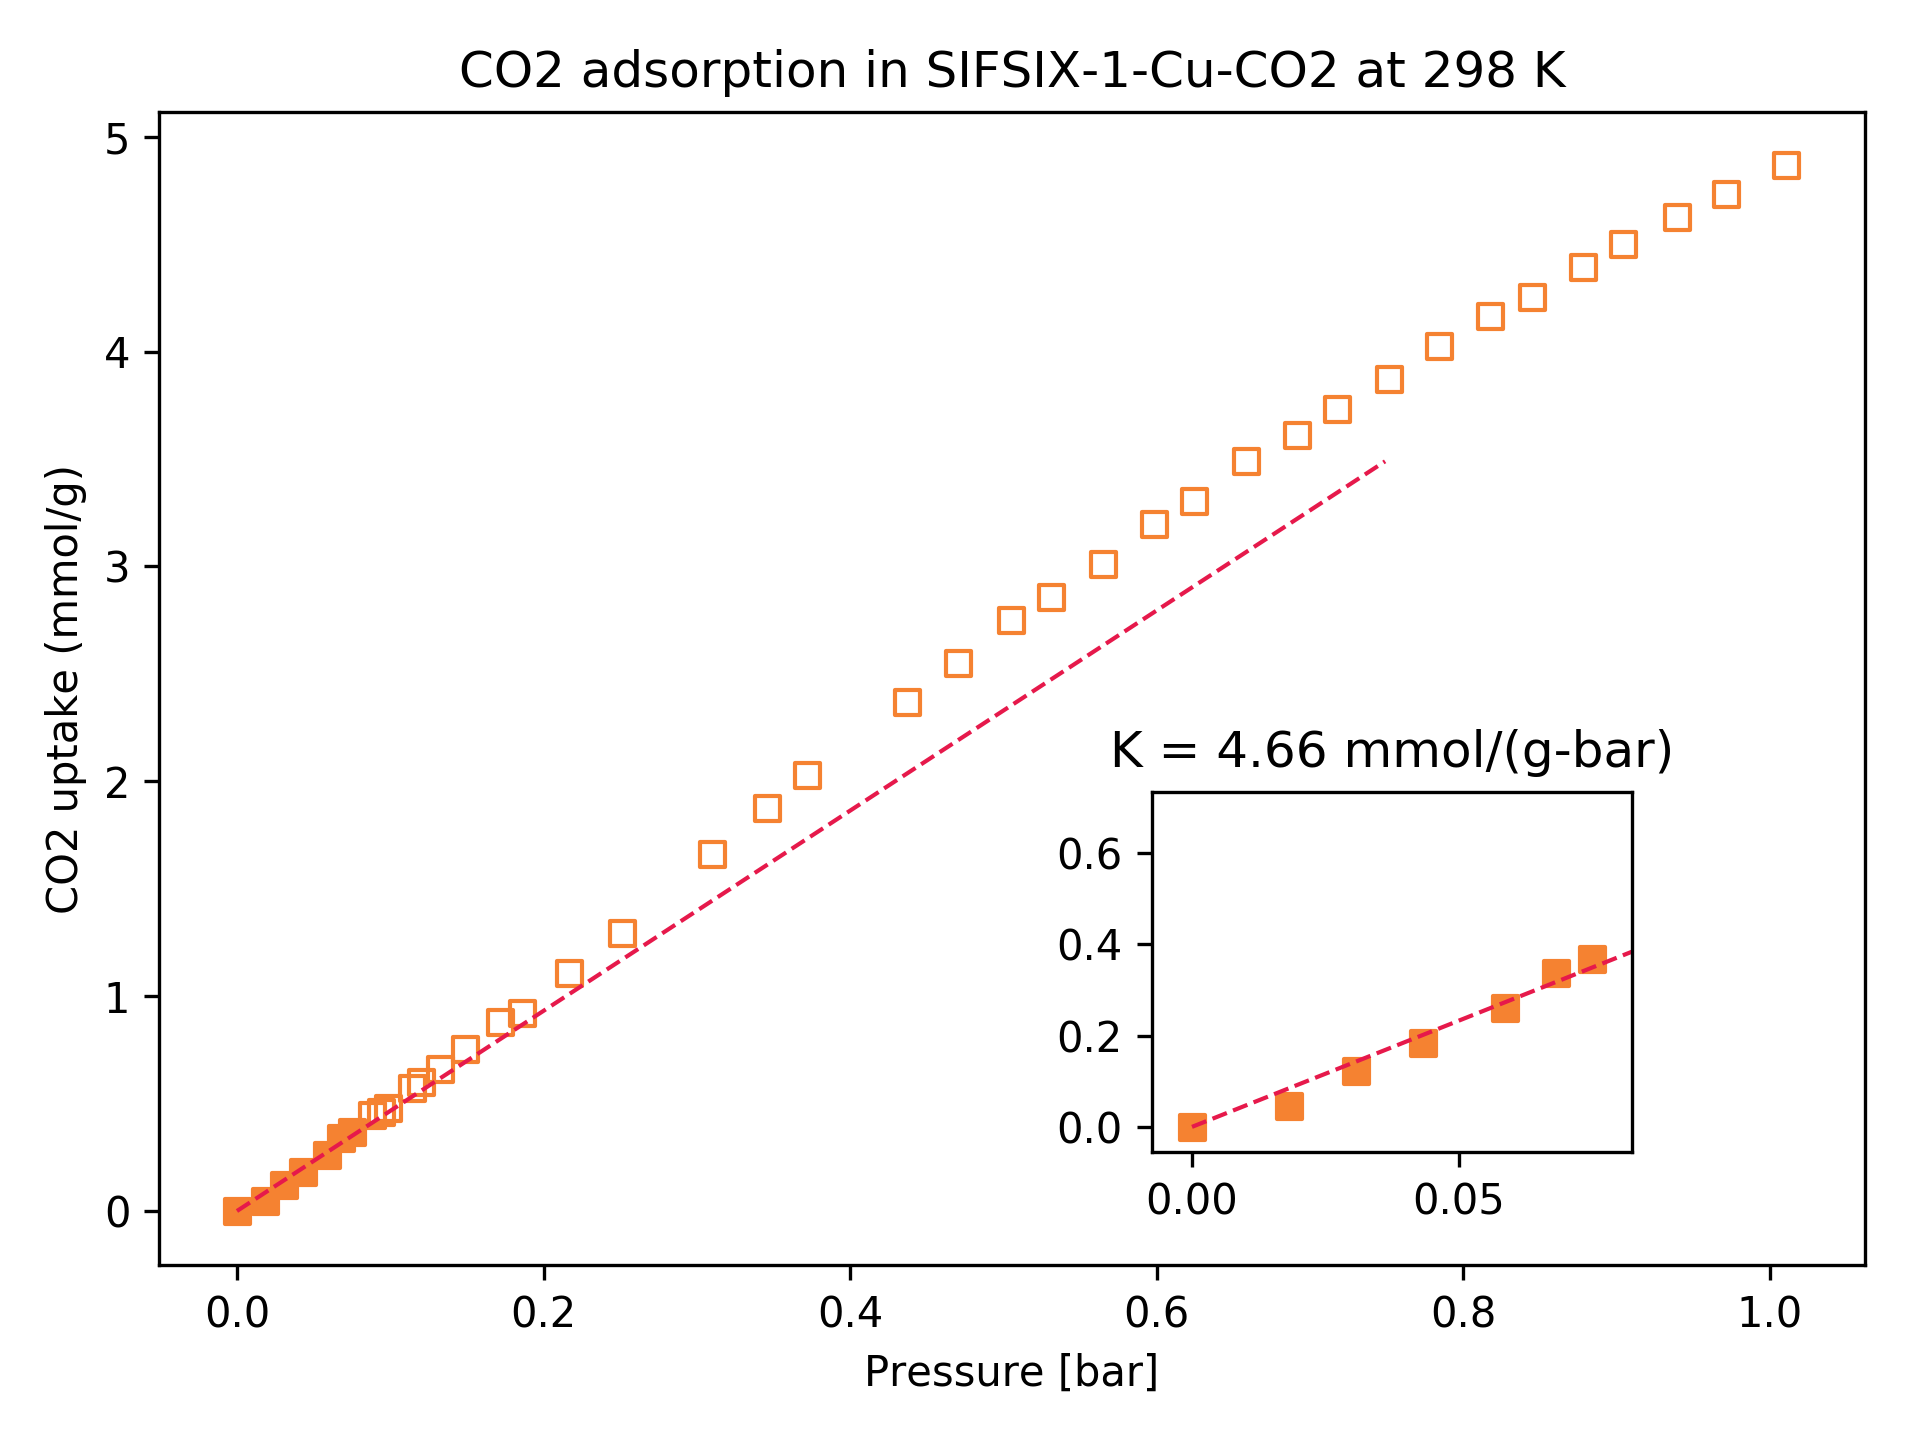 CO2 adsorption in SIFSIX-1-Cu-CO2 at 298 K
5
4
3
2
1
0
CO2 uptake (mmol/g)
K = 4.66 mmol/(g-bar)
0.6
0.4
0.2
0.0
0.00 0.05
0.0 0.2 0.4 0.6 0.8 1.0
Pressure [bar]